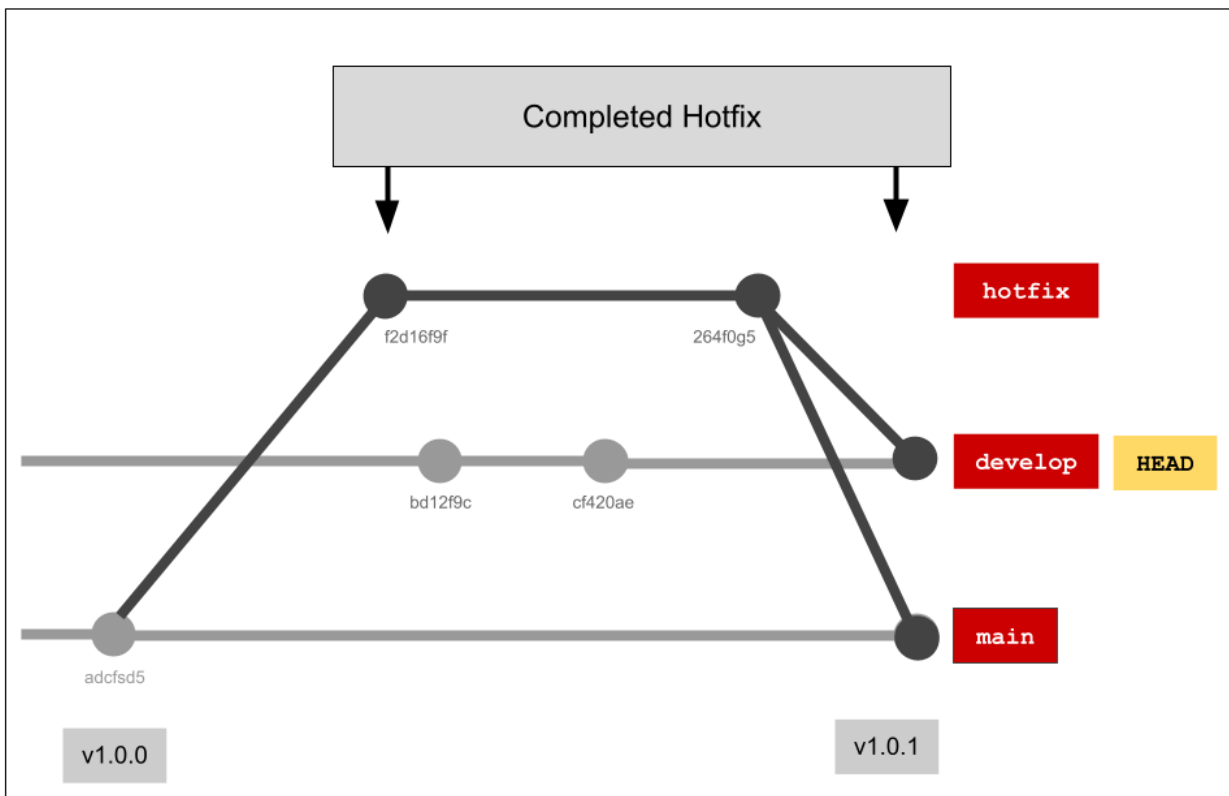 Completed Hotfix
hotfix
f2d16f9f
264f0g5
develop
HEAD
bd12f9c
cf420ae
main
adcfsd5
v1.0.0
v1.0.1